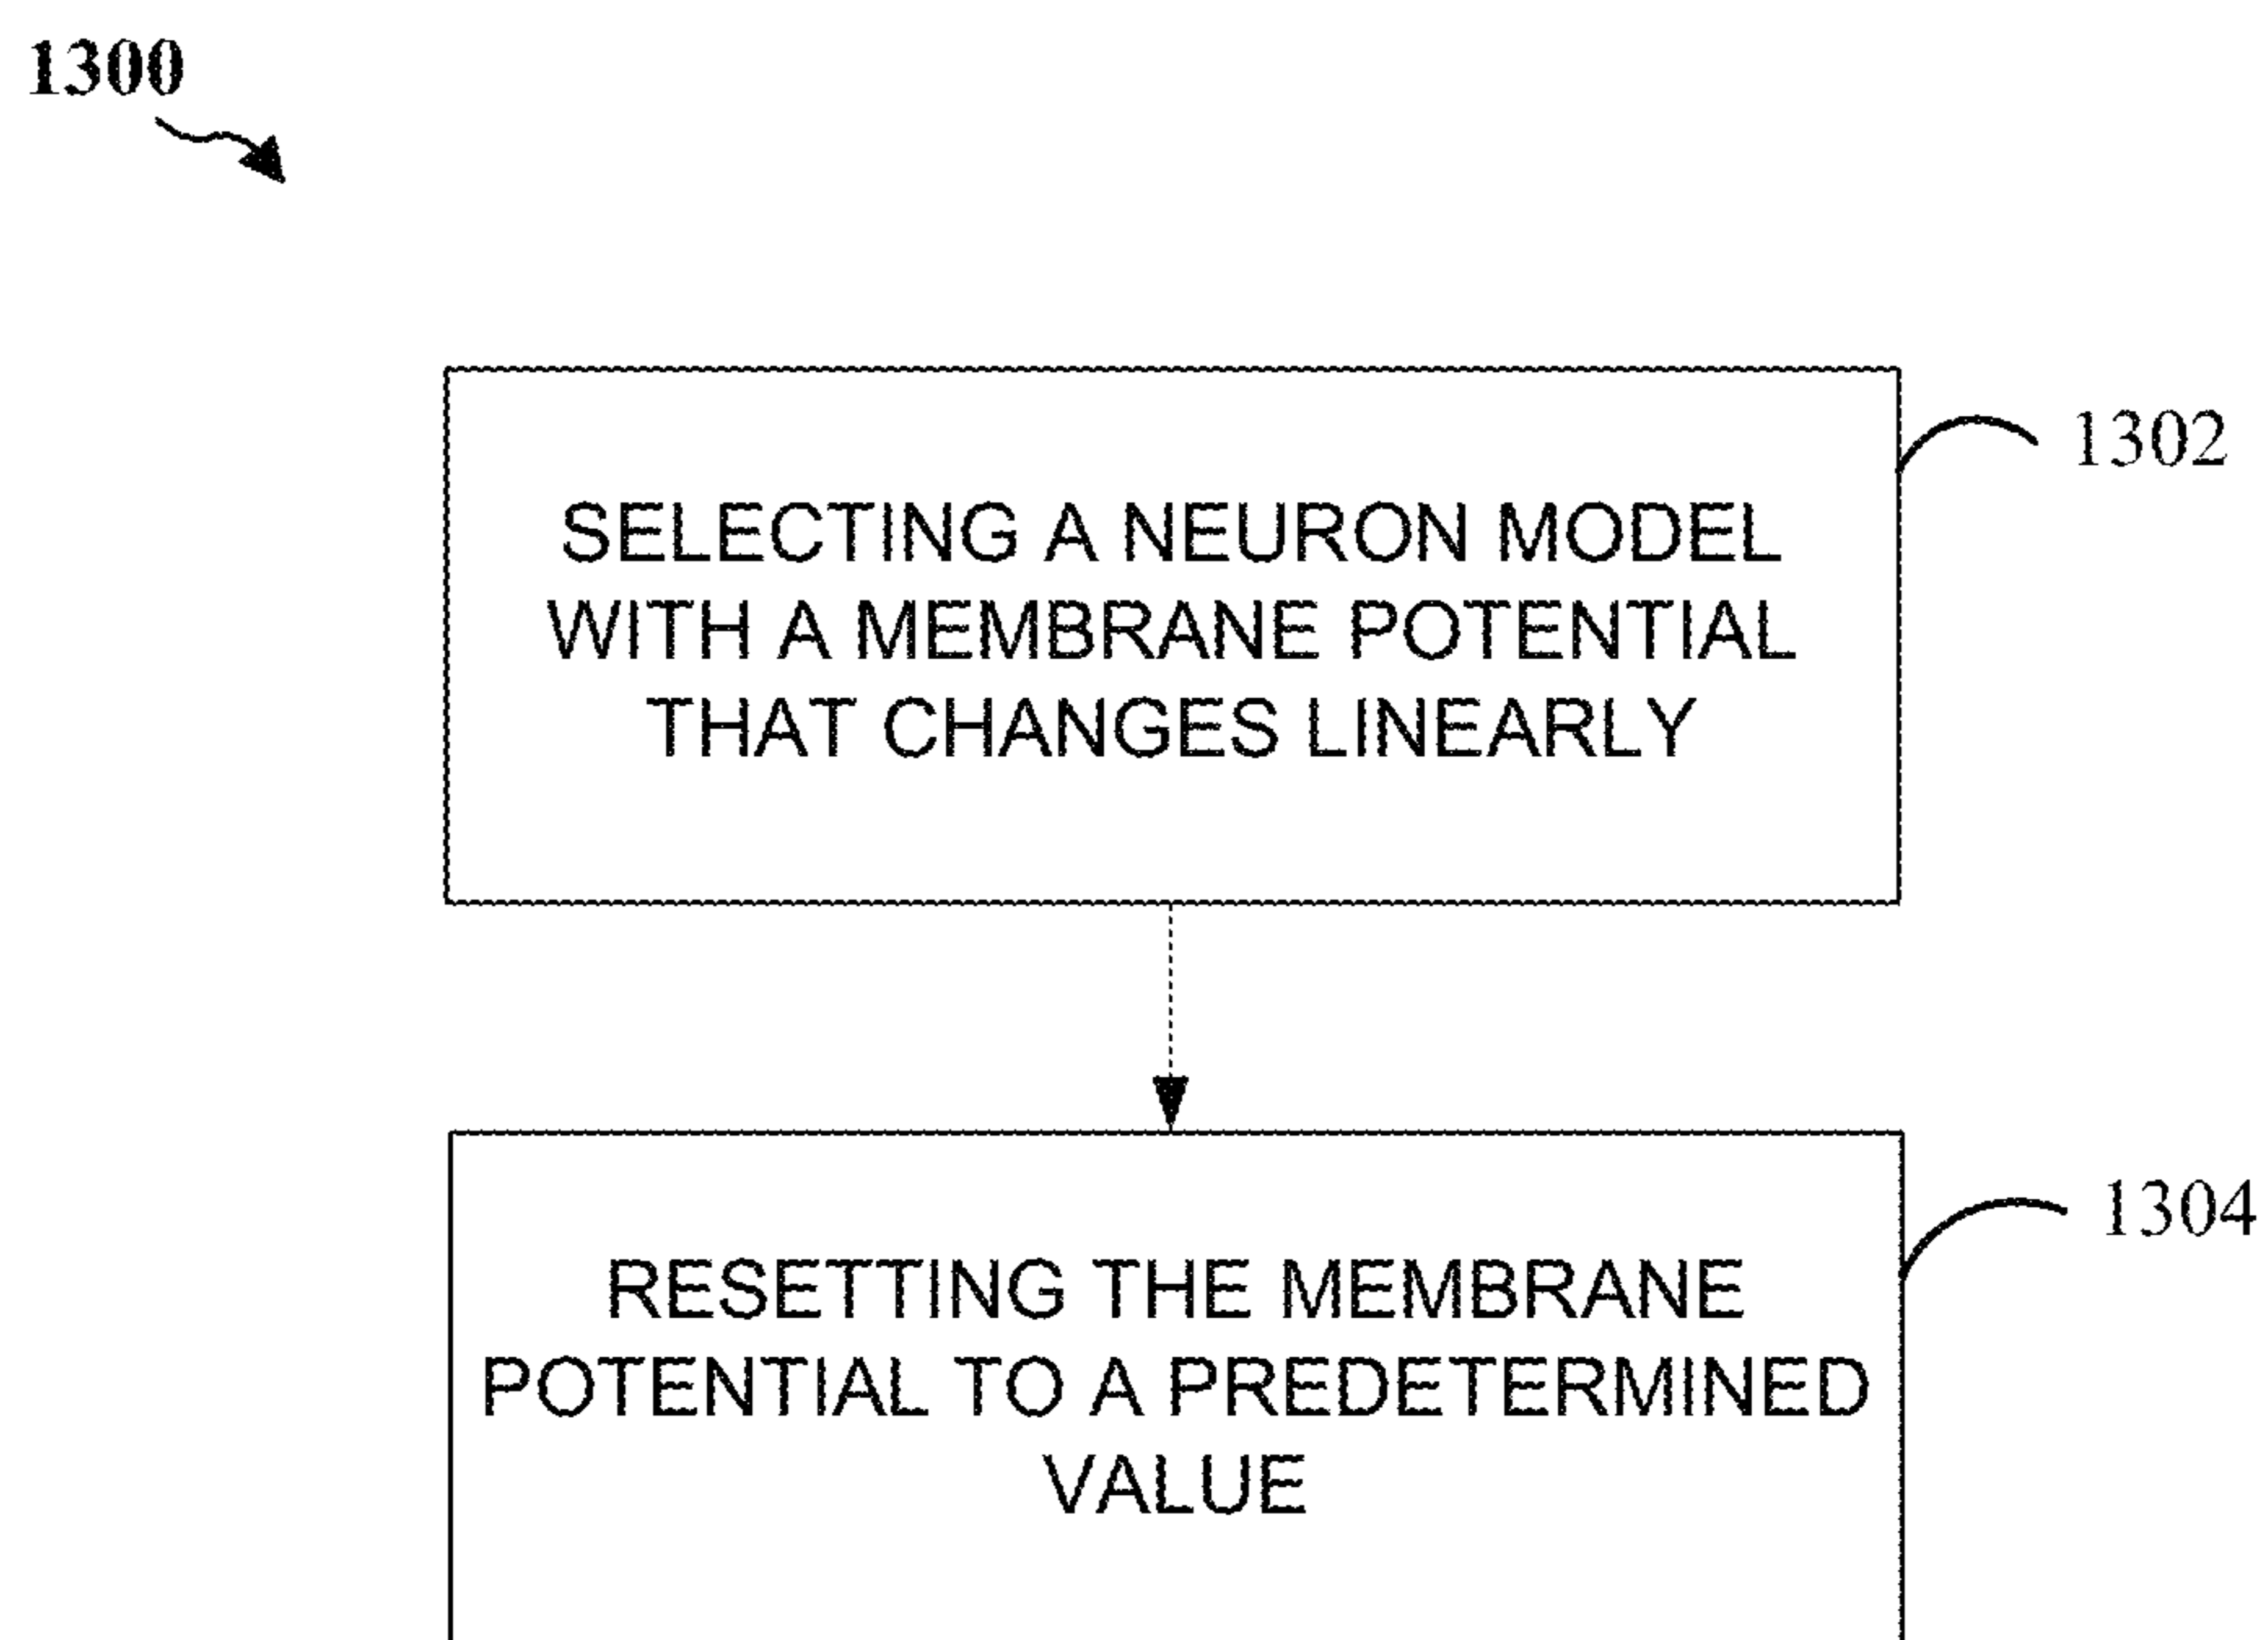 1300
1302
SELECTING A NEURON MODEL
WITH A MEMBRANE POTENTIAL
THAT CHANGES LINEARLY
1304
RESETTING THE MEMBRANE
POTENTIAL TO A PREDETERMINED
VALUE